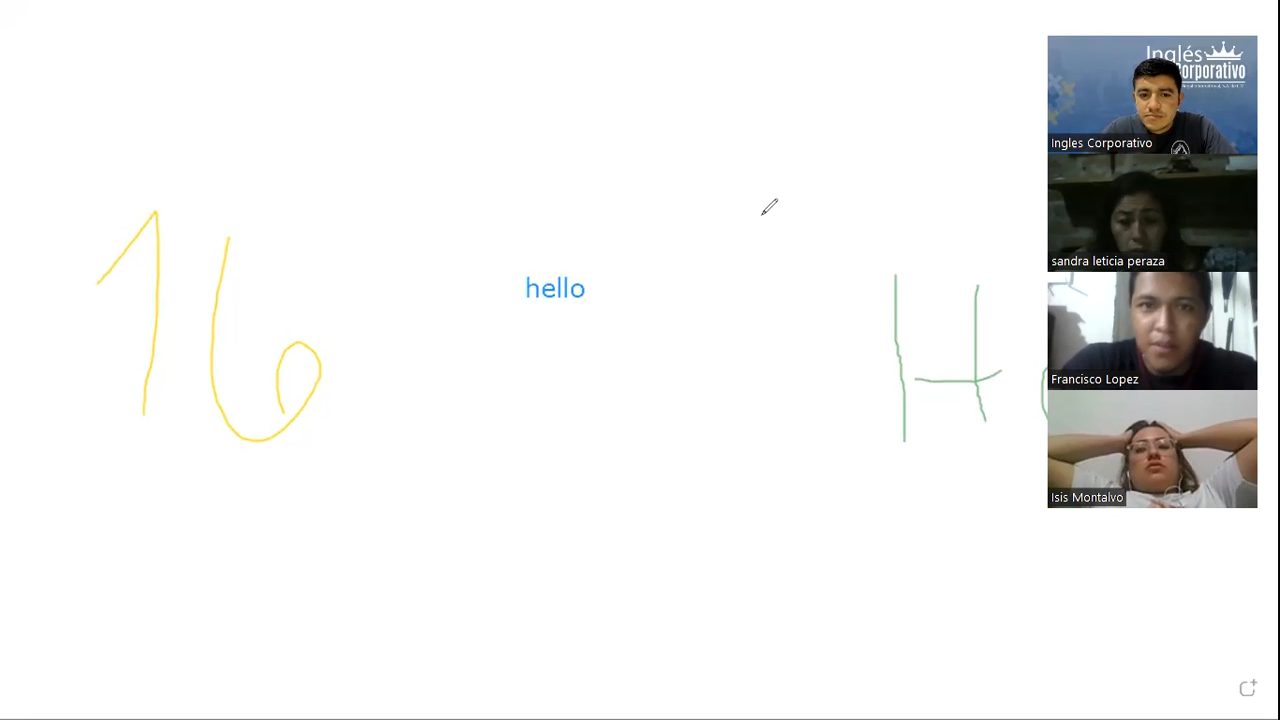 Inglés
Corporativo
Ingles Corporativo
sandra leticia peraza
16
hello
H
Francisco Lopez
Isis Montalvo